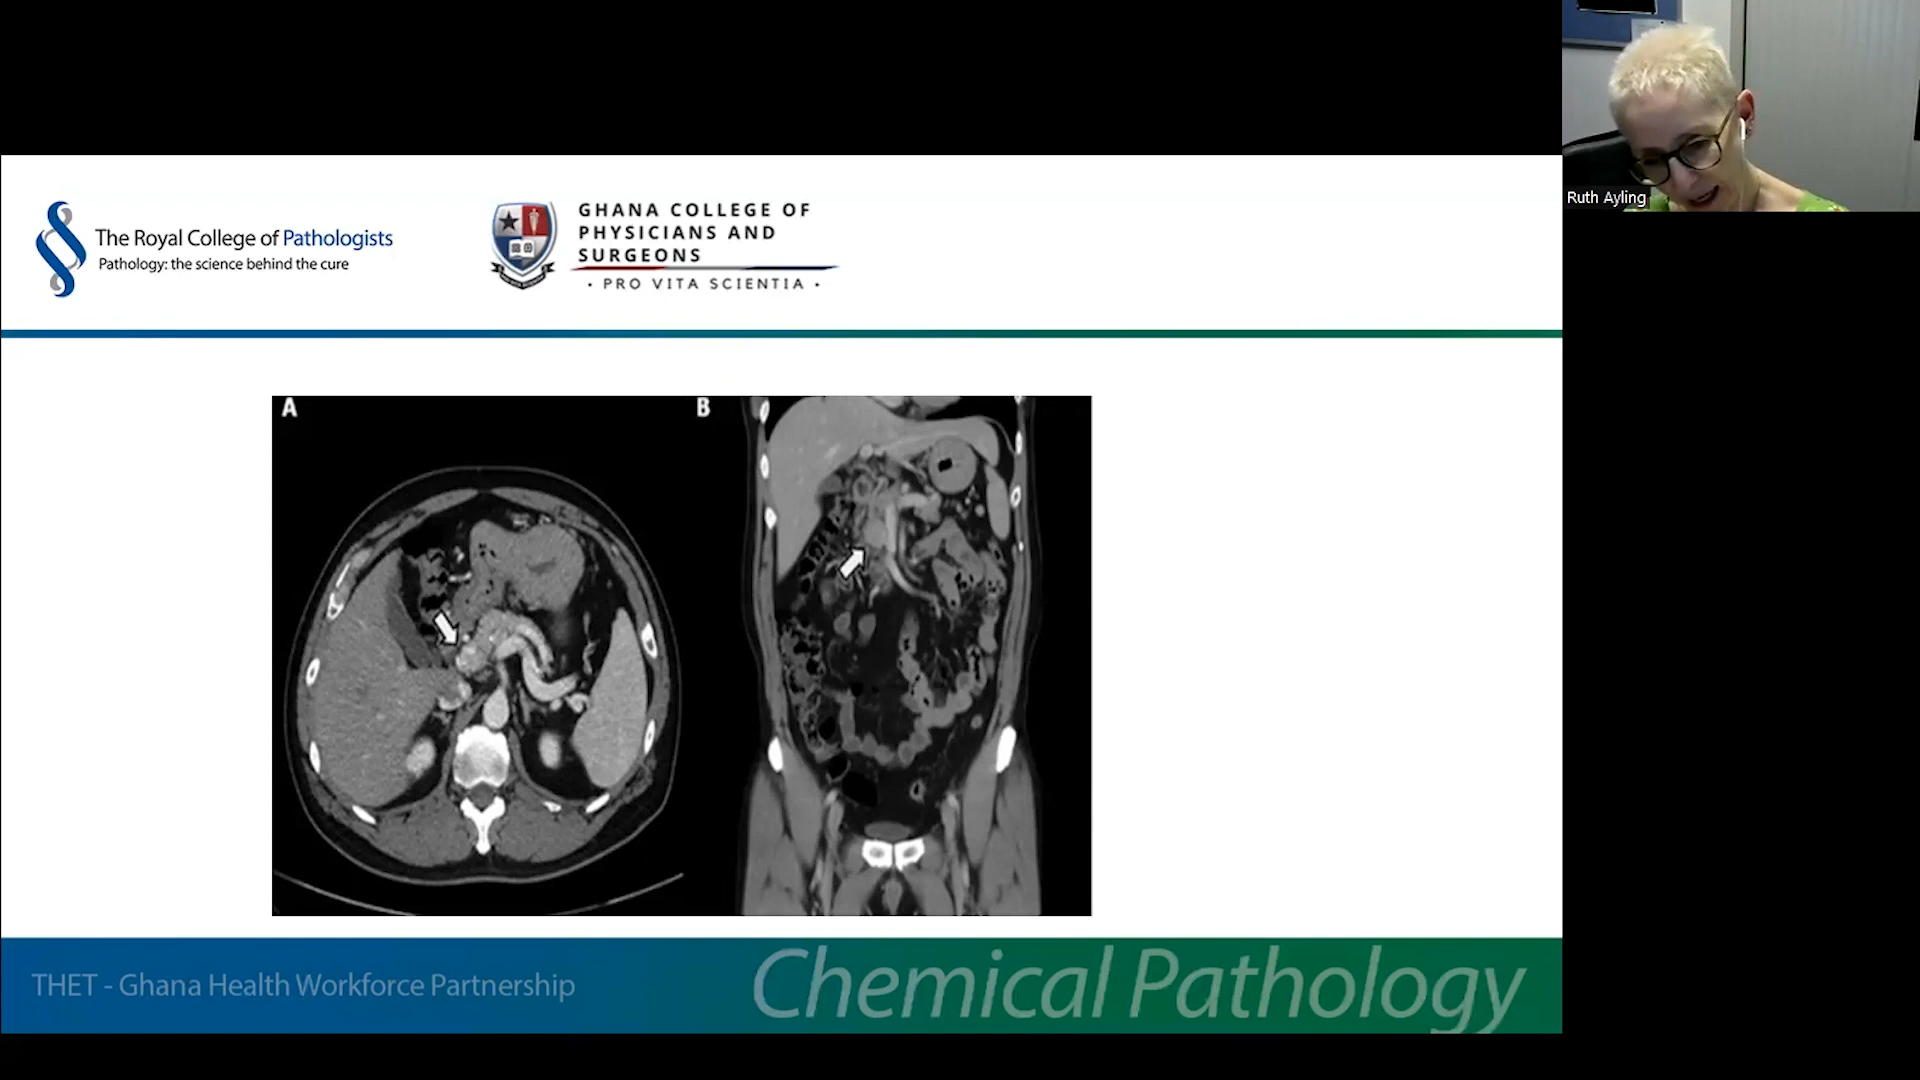 Ruth Ayling
The Royal College of Pathologists
Pathology: the science behind the cure
GHANA COLLEGE OF
PHYSICIANS AND
SURGEONS
· PRO VITA SCIENTIA ·
A
B
THET - Ghana Health Workforce Partnership
Chemical Pathology